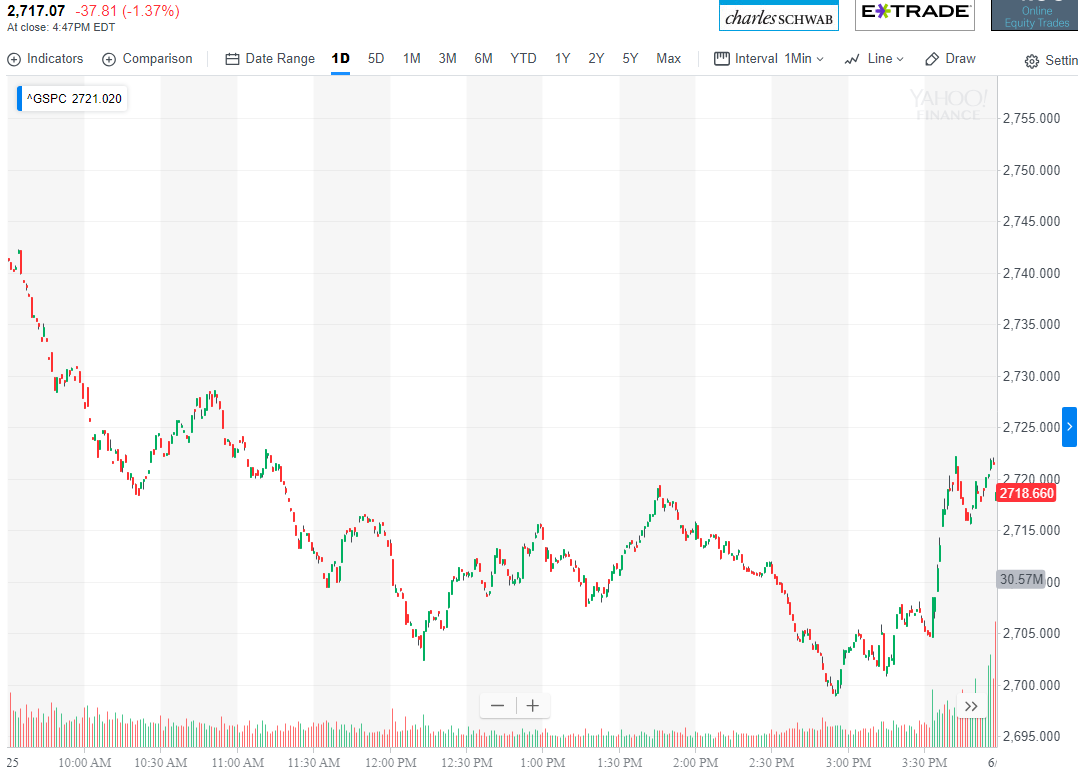 2,717.07 -37.81 (-1.37%)
At close: 4:47PM EDT
charles SCHWAB
E*TRADE
Online
Equity Trades
Indicators Comparison Date Range 1D 5D 1M 3M 6M YTD 1Y 2Y 5Y Max Interval 1Min Line Draw Settin
^GSPC 2721.020
YAHOO!
FINANCE
2,755.000
2,750.000
2,745.000
2,740.000
2,735.000
2,730.000
2,725.000
2,720.000
2718.660
2,715.000
30.57M
2,705.000
2,700.000
2,695.000
25 10:00 AM 10:30 AM 11:00 AM 11:30 AM 12:00 PM 12:30 PM 1:00 PM 1:30 PM 2:00 PM 2:30 PM 3:00 PM 3:30 PM 6/